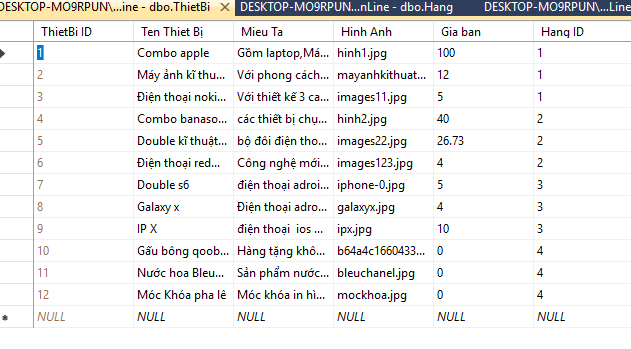 DESKTOP-MO9RPUN\...ine - dbo.ThietBi DESKTOP-MO9RPUN\...nLine - dbo.Hang DESKTOP-MO9RPUN\...Line
ThietBi ID Ten Thiet Bị Mieu Ta Hinh Anh Gia ban Hang ID
1 Combo apple Gồm laptop,Má... hinh1.jpg 100 1
2 Máy ảnh kĩ thu... Với phong cách... mayanhkithuat... 12 1
3 Điện thoại noki... Với thiết kế 3 ca... images11.jpg 5 1
4 Combo banaso... các thiết bị chụ... hinh2.jpg 40 2
5 Double kĩ thuật... bộ đôi điện tho... images22.jpg 26.73 2
6 Điện thoại red... Công nghệ mới... images123.jpg 4 2
7 Double s6 điện thoại adroi... iphone-0.jpg 5 3
8 Galaxy x Điện thoại adro... galaxyx.jpg 4 3
9 IP X điện thoại ios ... ipx.jpg 10 3
10 Gấu bông qoob... Hàng tặng khô... b64a4c1660433... 0 4
11 Nước hoa Bleu... Sản phẩm nước... bleuchanel.jpg 0 4
12 Móc Khóa pha lê Móc khóa in hì... mockhoa.jpg 0 4
NULL NULL NULL NULL NULL NULL